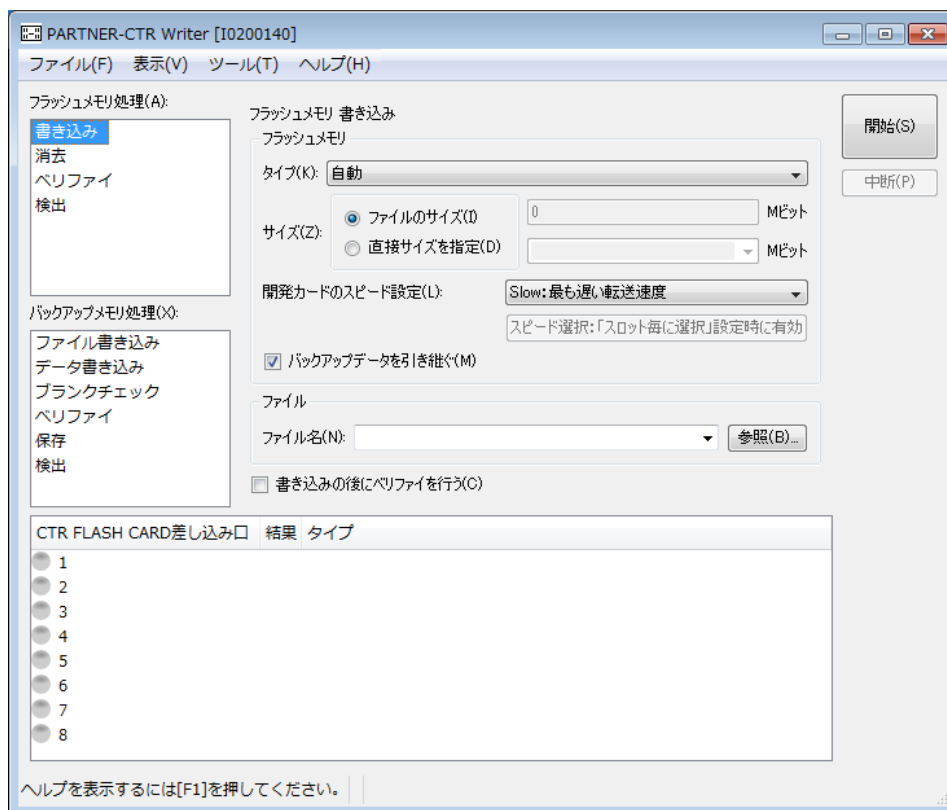 PARTNER-CTR Writer [I0200140]
ファイル(F) 表示(V) ツール(T) ヘルプ(H)
フラッシュメモリ処理(A):
書き込み
消去
ベリファイ
検出
バックアップメモリ処理(X):
ファイル書き込み
データ書き込み
ブランクチェック
ベリファイ
保存
検出
フラッシュメモリ 書き込み
フラッシュメモリ
タイプ(K): 自動
サイズ(Z):
ファイルのサイズ(I) 0 Mビット
直接サイズを指定(D) Mビット
開発カードのスピード設定(L): Slow:最も遅い転送速度
スピード選択:「スロット毎に選択」設定時に有効
バックアップデータを引き継ぐ(M)
ファイル
ファイル名(N): 参照(B)...
書き込みの後にベリファイを行う(C)
開始(S)
中断(P)
CTR FLASH CARD差し込み口 結果 タイプ
1
2
3
4
5
6
7
8
ヘルプを表示するには[F1]を押してください。